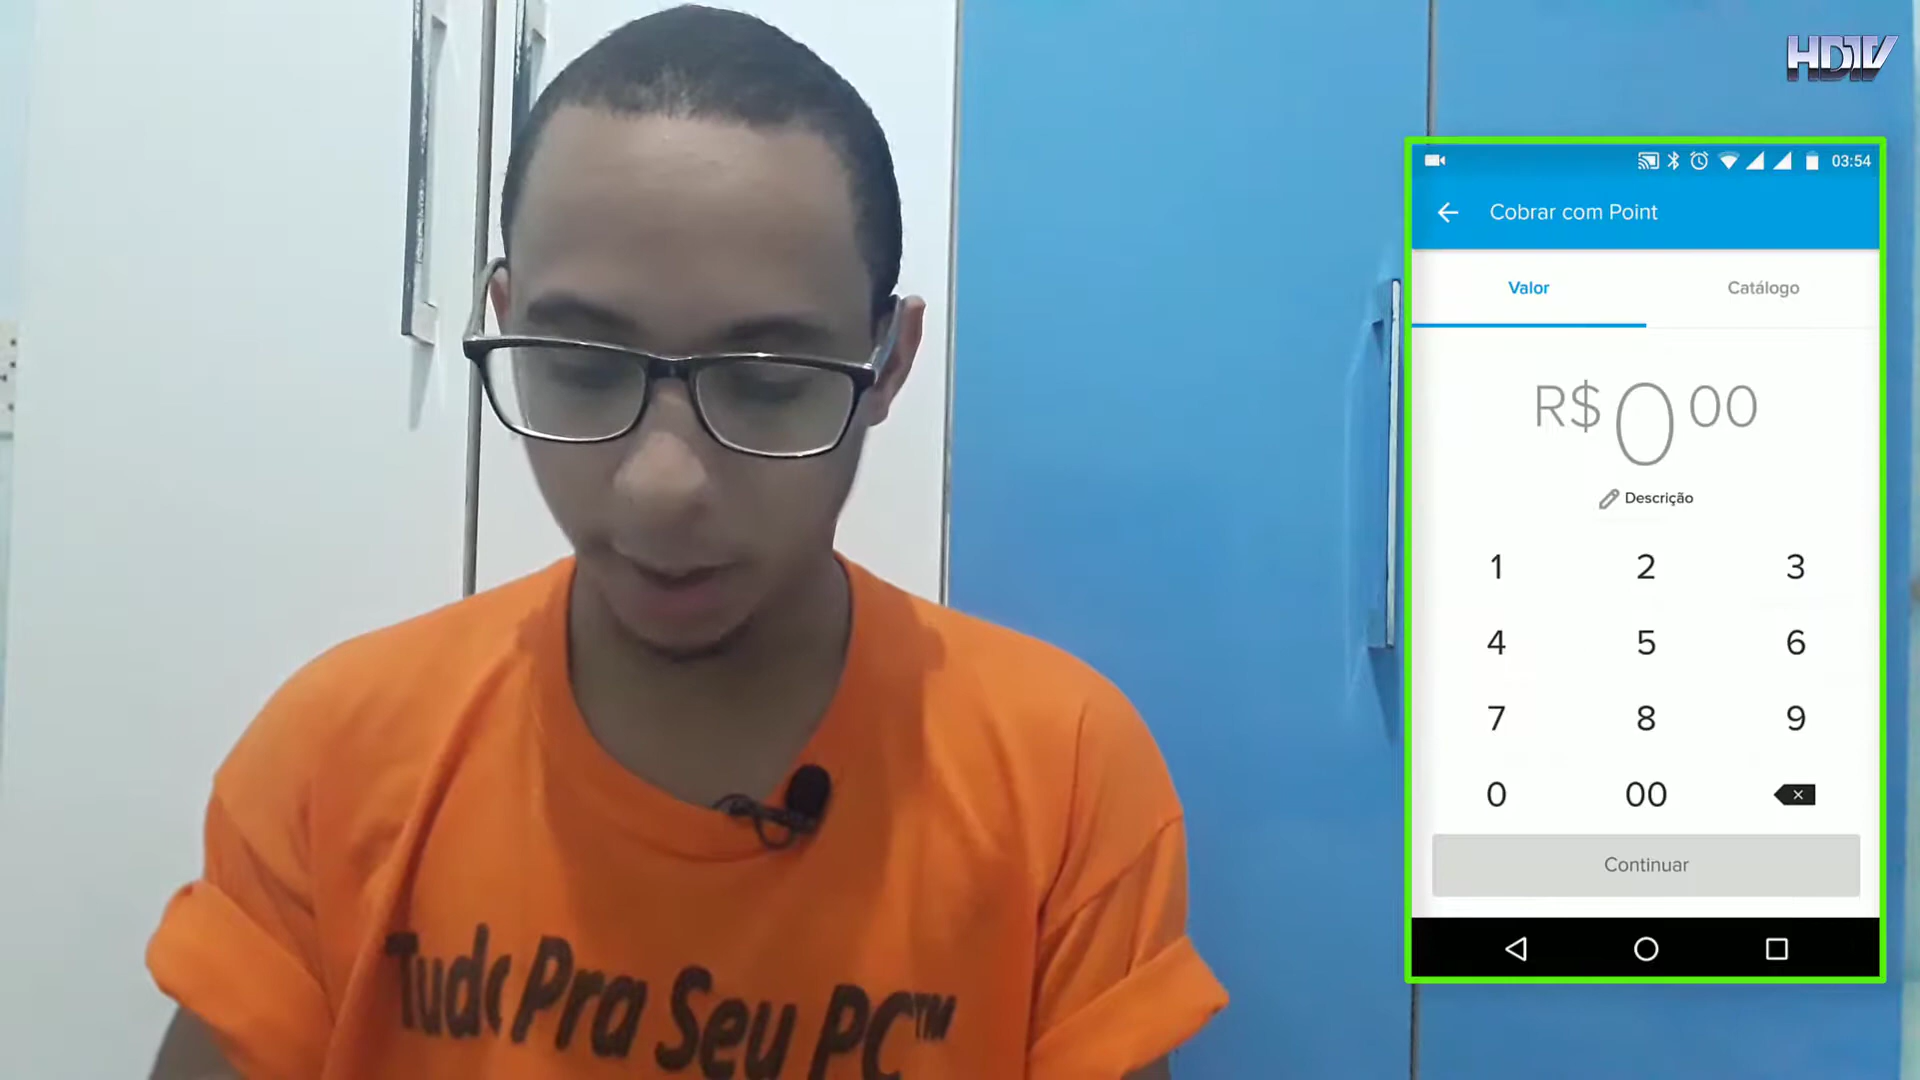 HDTV
03:54
Cobrar com Point
Valor
Catálogo
R$ 0 00
Descrição
1 2 3
4 5 6
7 8 9
0 00
Continuar
Tudo Pra Seu PC™